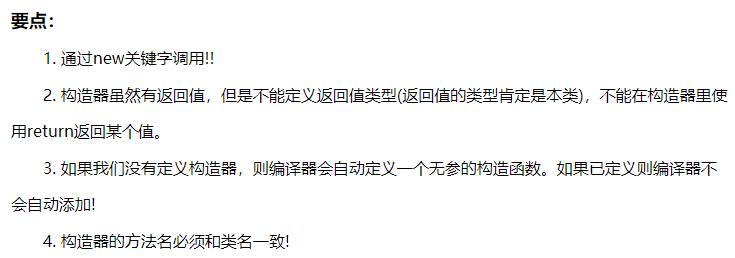 要点：
1. 通过new关键字调用!!
2. 构造器虽然有返回值，但是不能定义返回值类型(返回值的类型肯定是本类)，不能在构造器里使
用return返回某个值。
3. 如果我们没有定义构造器，则编译器会自动定义一个无参的构造函数。如果已定义则编译器不
会自动添加!
4. 构造器的方法名必须和类名一致!